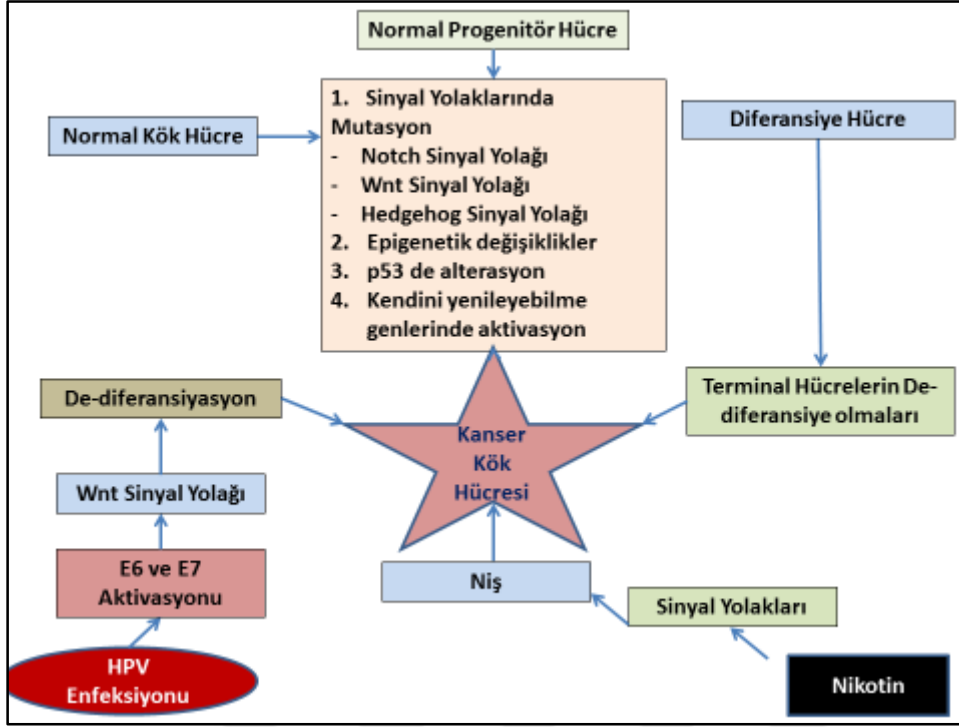 Normal Progenitör Hücre
Normal Kök Hücre
1. Sinyal Yolaklarında
Mutasyon
- Notch Sinyal Yolağı
- Wnt Sinyal Yolağı
- Hedgehog Sinyal Yolağı
2. Epigenetik değişiklikler
3. p53 de alterasyon
4. Kendini yenileyebilme
genlerinde aktivasyon
Diferansiye Hücre
De-diferansiyasyon
Terminal Hücrelerin De-
diferansiye olmaları
Kanser
Kök
Hücresi
Wnt Sinyal Yolağı
E6 ve E7
Aktivasyonu
Niş
Sinyal Yolakları
HPV
Enfeksiyonu
Nikotin